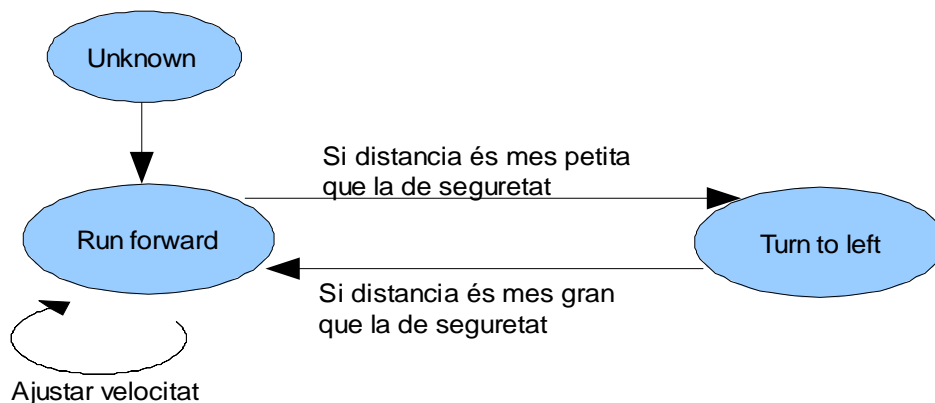 Unknown
Si distancia és mes petita
que la de seguretat
Run forward
Turn to left
Si distancia és mes gran
que la de seguretat
Ajustar velocitat